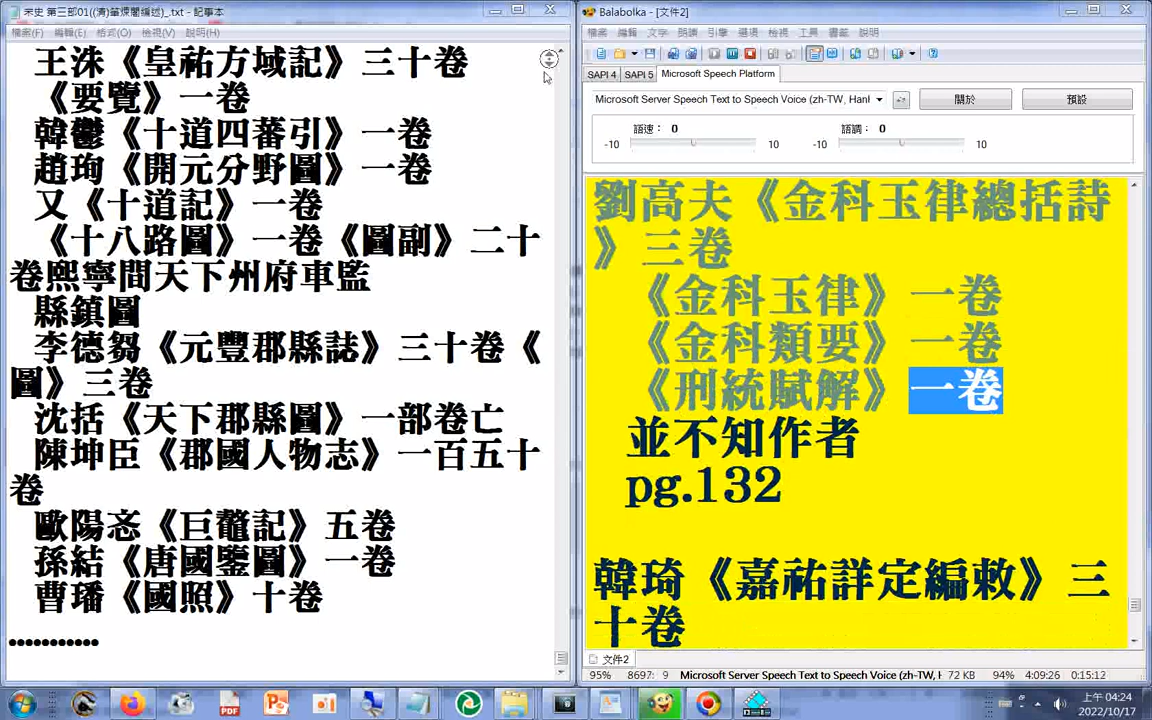 宋史 第三部01((清)篳煉閣編述)_.txt - 記事本
檔案(F) 編輯(E) 格式(O) 檢視(V) 說明(H)
王洙《皇祐方域記》三十卷
《要覽》一卷
韓鬱《十道四蕃引》一卷
趙珣《開元分野圖》一卷
又《十道記》一卷
《十八路圖》一卷《圖副》二十
卷熙寧間天下州府車監
縣鎮圖
李德芻《元豐郡縣誌》三十卷《
圖》三卷
沈括《天下郡縣圖》一部卷亡
陳坤臣《郡國人物志》一百五十
卷
歐陽忞《巨鼇記》五卷
孫結《唐國鑒圖》一卷
曹璠《國照》十卷
●●●●●●●●●●●
Balabolka - [文件2]
檔案 編輯 文字 朗讀 引擎 選項 檢視 工具 書籤 說明
SAPI 4 SAPI 5 Microsoft Speech Platform
Microsoft Server Speech Text to Speech Voice (zh-TW, Hanl
關於
預設
語速： 0
語調： 0
-10 10 -10 10
劉高夫《金科玉律總括詩
》三卷
《金科玉律》一卷
《金科類要》一卷
《刑統賦解》一卷
並不知作者
pg.132
韓琦《嘉祐詳定編敕》三
十卷
文件2
95% 8697: 9 Microsoft Server Speech Text to Speech Voice (zh-TW, H 72 KB 94% 4:09:26 0:15:12
上午 04:24
2022/10/17